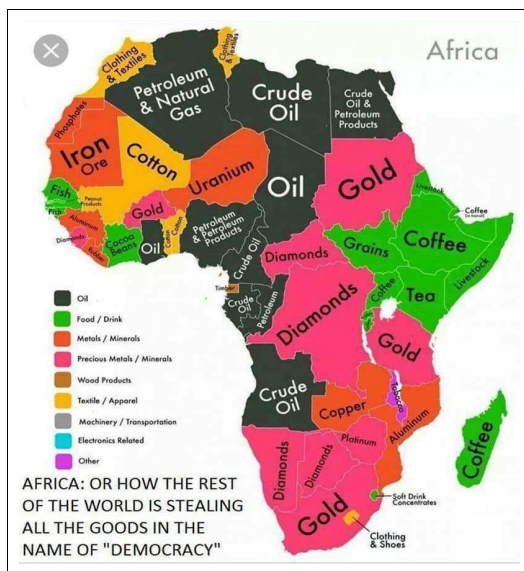 Africa
Clothing
& Textiles
Clothing
& Textiles
Petroleum
& Natural
Gas
Crude
Oil
Crude
Oil &
Petroleum
Products
Phosphates
Iron
Ore
Cotton
Uranium
Oil
Gold
Livestock
Coffee
(in transit)
Fish
Peanut
Products
Fish
Aluminum
Gold
Diamonds
Rubber
Cocoa
Beans
Oil
Cotton
Cotton
Petroleum
& Petroleum
Products
Crude Oil
Diamonds
Grains
Coffee
Livestock
Timber
Crude
Oil
Petroleum
Diamonds
Coffee
Tea
Gold
Crude
Oil
Copper
Tobacco
Aluminum
Diamonds
Diamonds
Platinum
Coffee
Gold
Soft Drink
Concentrates
Clothing
& Shoes
Oil
Food / Drink
Metals / Minerals
Precious Metals / Minerals
Wood Products
Textile / Apparel
Machinery / Transportation
Electronics Related
Other
AFRICA: OR HOW THE REST
OF THE WORLD IS STEALING
ALL THE GOODS IN THE
NAME OF "DEMOCRACY"